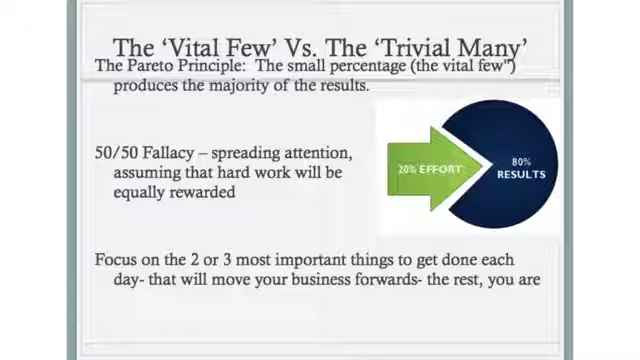 The ‘Vital Few’ Vs. The ‘Trivial Many’
The Pareto Principle:  The small percentage (the vital few")
produces the majority of the results.
50/50 Fallacy – spreading attention,
assuming that hard work will be
equally rewarded
20% EFFORT
80%
RESULTS
Focus on the 2 or 3 most important things to get done each
day- that will move your business forwards- the rest, you are